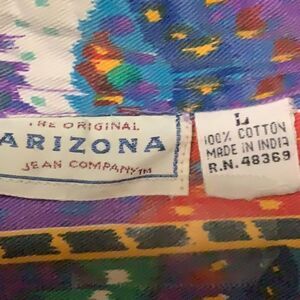 THE ORIGINAL
ARIZONA
JEAN COMPANY™
L
100% COTTON
MADE IN INDIA
R.N. 48369